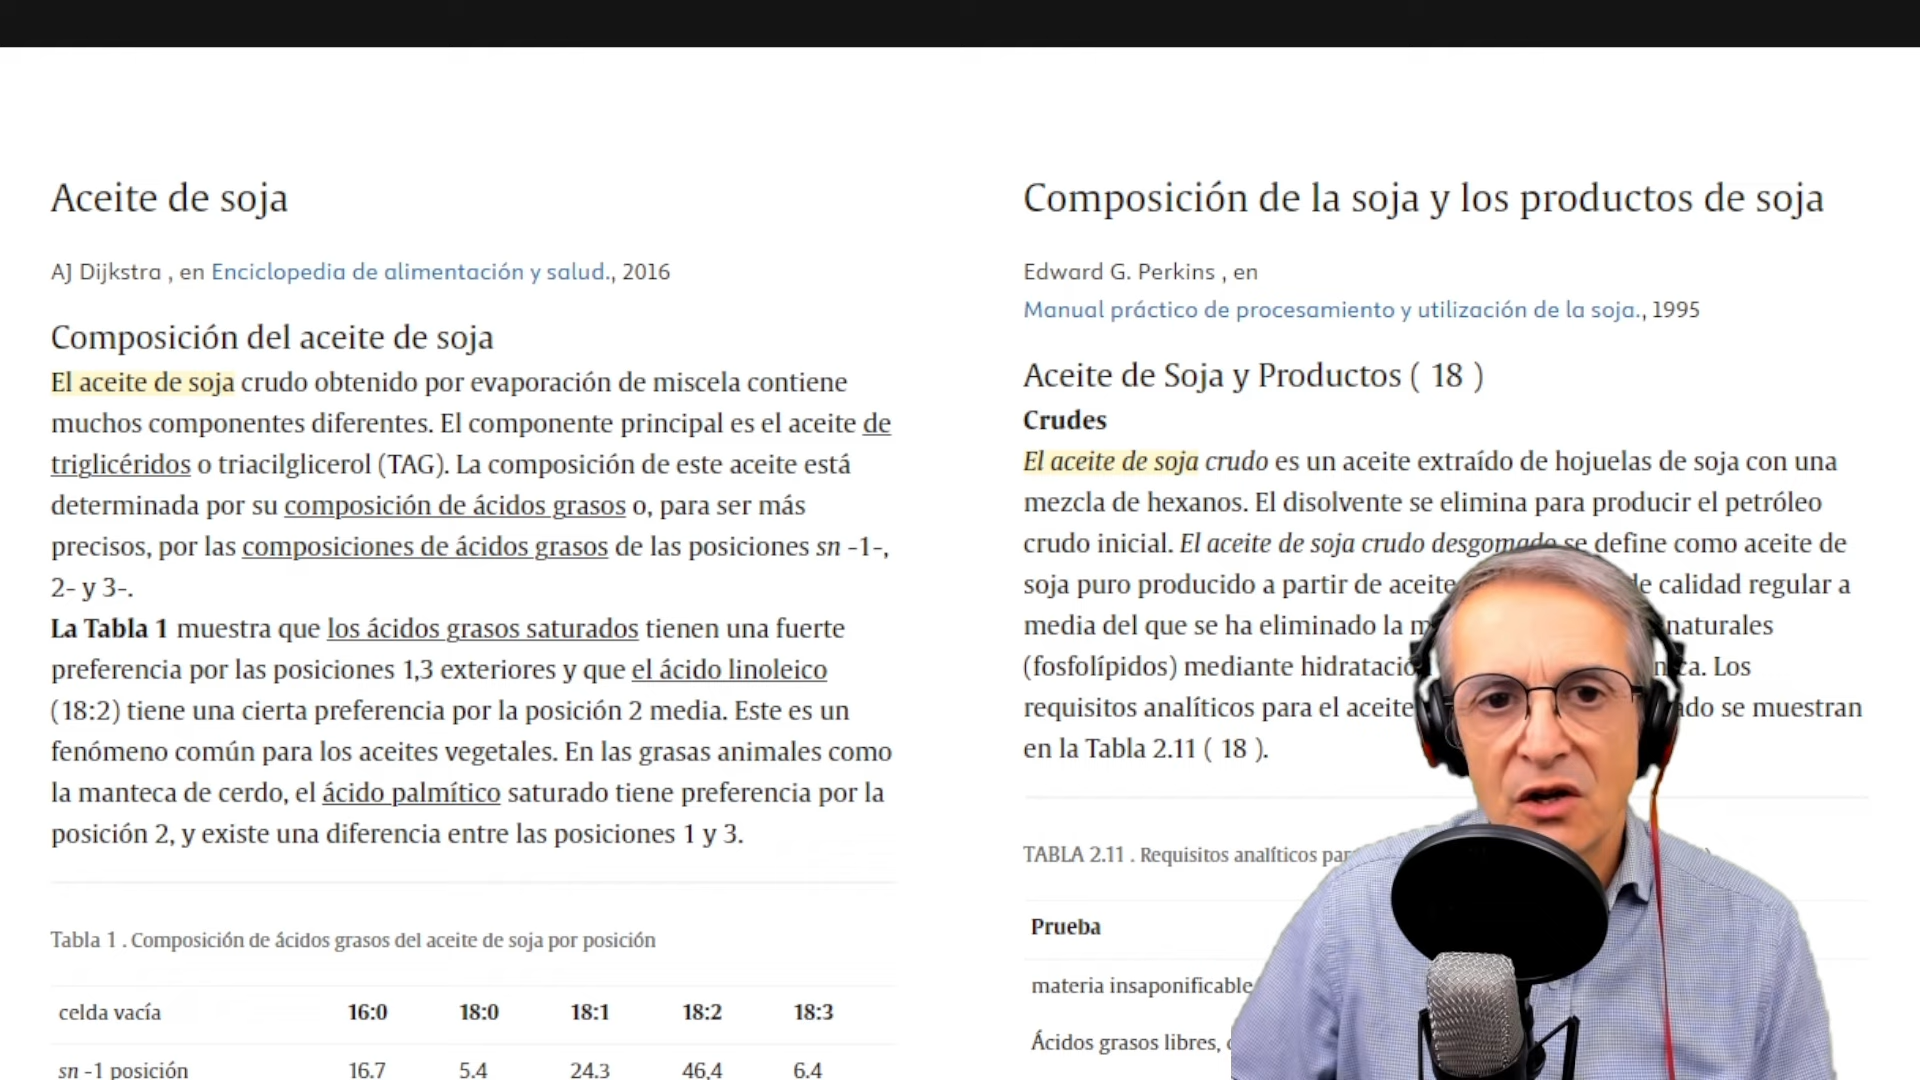 Aceite de soja
AJ Dijkstra , en Enciclopedia de alimentación y salud., 2016
Composición del aceite de soja
El aceite de soja crudo obtenido por evaporación de miscela contiene
muchos componentes diferentes. El componente principal es el aceite de
triglicéridos o triacilglicerol (TAG). La composición de este aceite está
determinada por su composición de ácidos grasos o, para ser más
precisos, por las composiciones de ácidos grasos de las posiciones sn -1-,
2- y 3-.
La Tabla 1 muestra que los ácidos grasos saturados tienen una fuerte
preferencia por las posiciones 1,3 exteriores y que el ácido linoleico
(18:2) tiene una cierta preferencia por la posición 2 media. Este es un
fenómeno común para los aceites vegetales. En las grasas animales como
la manteca de cerdo, el ácido palmítico saturado tiene preferencia por la
posición 2, y existe una diferencia entre las posiciones 1 y 3.
Tabla 1 . Composición de ácidos grasos del aceite de soja por posición
celda vacía 16:0 18:0 18:1 18:2 18:3
sn -1 posición 16.7 5.4 24.3 46,4 6.4
Composición de la soja y los productos de soja
Edward G. Perkins , en
Manual práctico de procesamiento y utilización de la soja., 1995
Aceite de Soja y Productos ( 18 )
Crudes
El aceite de soja crudo es un aceite extraído de hojuelas de soja con una
mezcla de hexanos. El disolvente se elimina para producir el petróleo
crudo inicial. El aceite de soja crudo desgomado se define como aceite de
soja puro producido a partir de aceite de calidad regular a
media del que se ha eliminado la naturales
(fosfolípidos) mediante Los
requisitos analíticos para el aceite se muestran
en la Tabla 2.11 ( 18 ).
TABLA 2.11 . Requisitos analíticos
Prueba
materia insaponificable
Ácidos grasos libres,